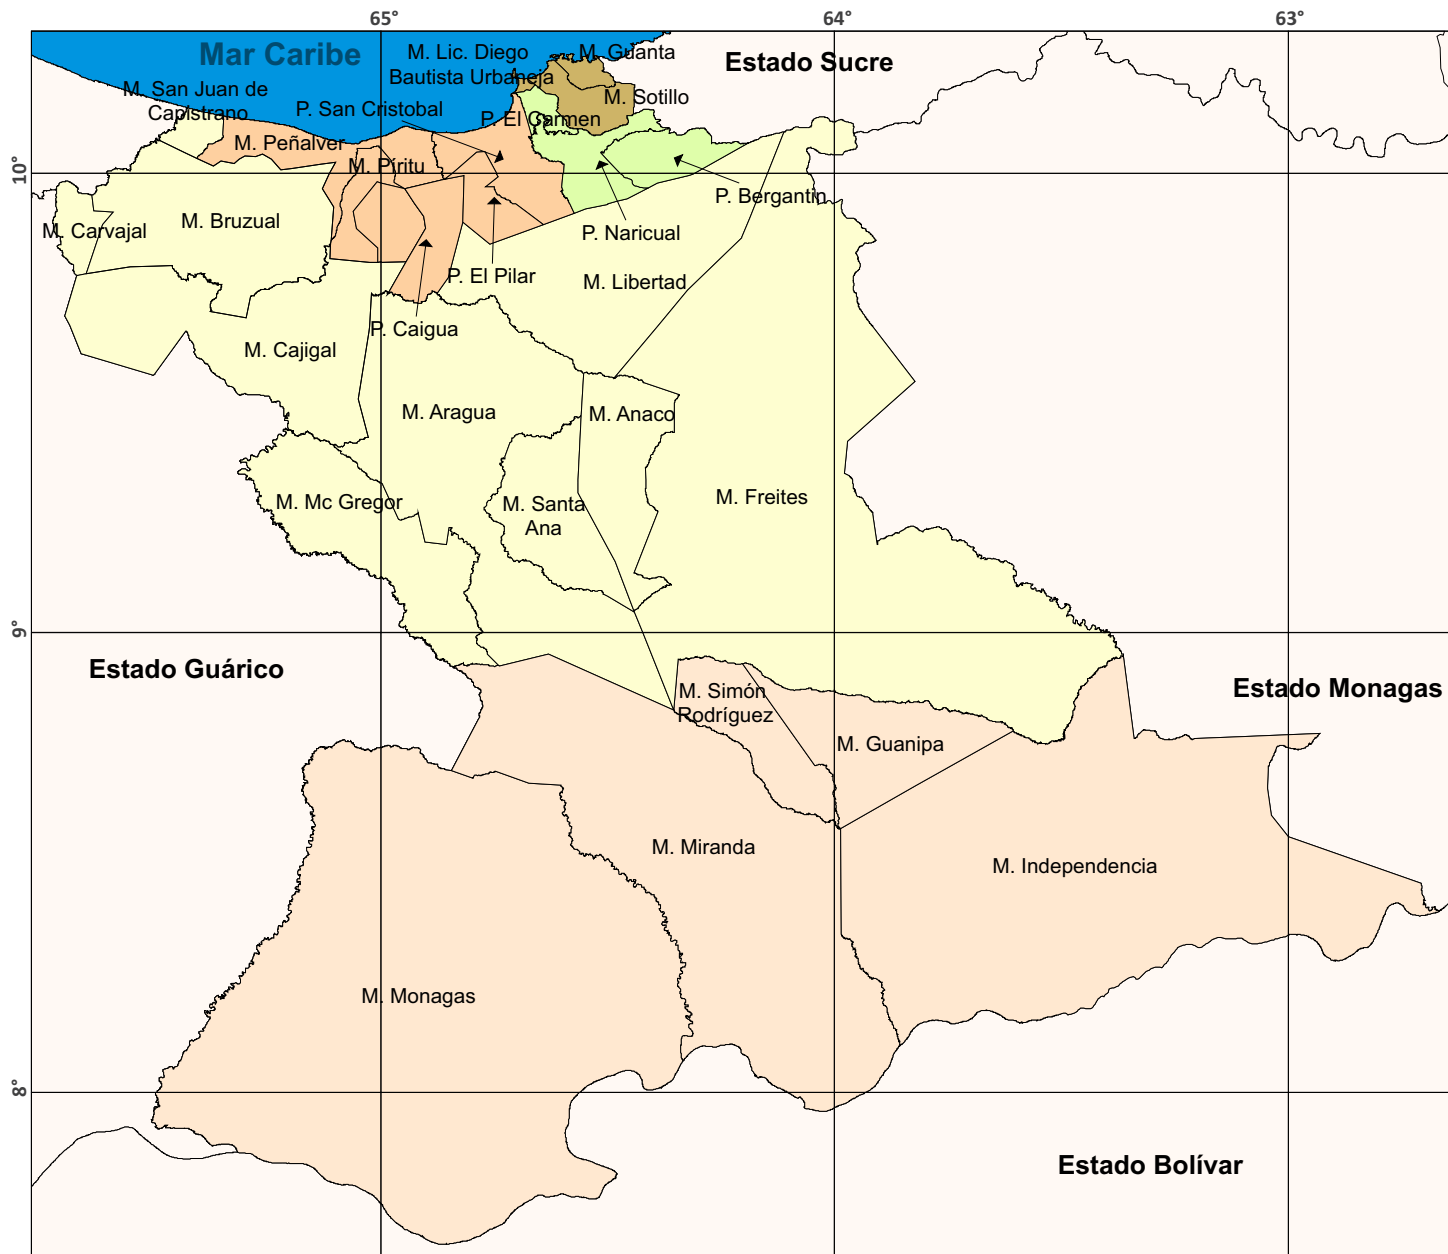 65°
64°
63°
Mar Caribe
M. Lic. Diego
Bautista Urbaneja
M. Guanta
Estado Sucre
M. San Juan de
Capistrano
P. San Cristobal
M. Sotillo
P. El Carmen
M. Peñalver
M. Píritu
10°
P. Bergantín
M. Carvajal
M. Bruzual
P. Naricual
P. El Pilar
M. Libertad
P. Caigua
M. Cajigal
M. Aragua
M. Anaco
M. Mc Gregor
M. Santa
Ana
M. Freites
9°
Estado Guárico
Estado Monagas
M. Simón
Rodríguez
M. Guanipa
M. Miranda
M. Independencia
M. Monagas
8°
Estado Bolívar